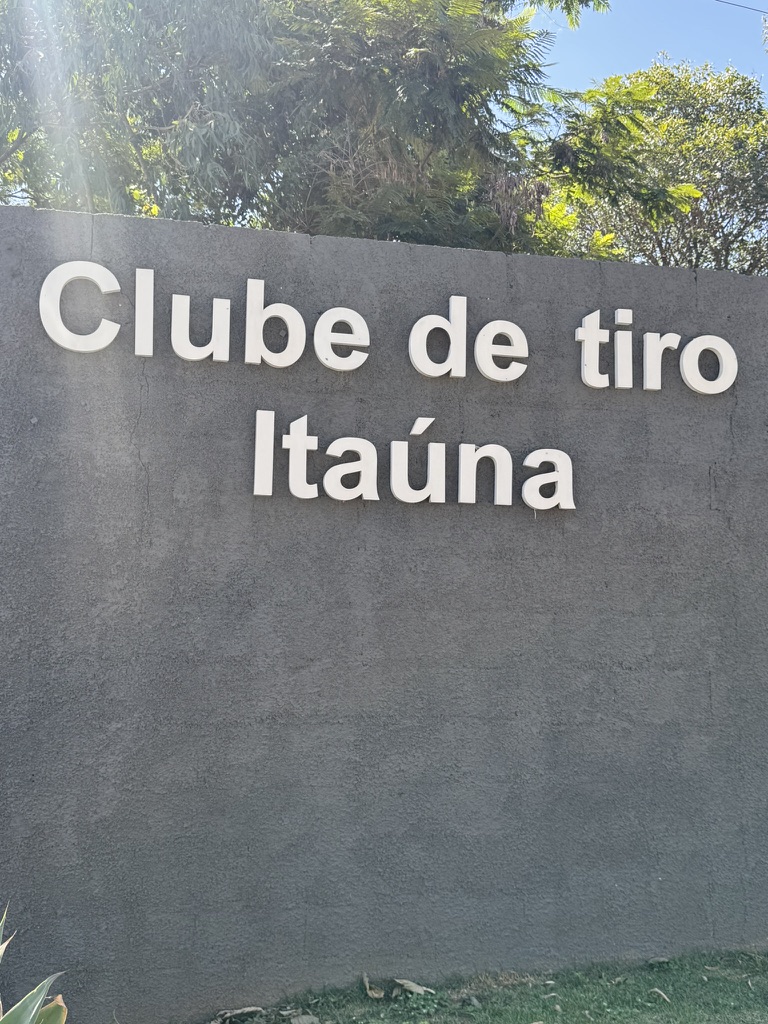 Clube de tiro
Itaúna